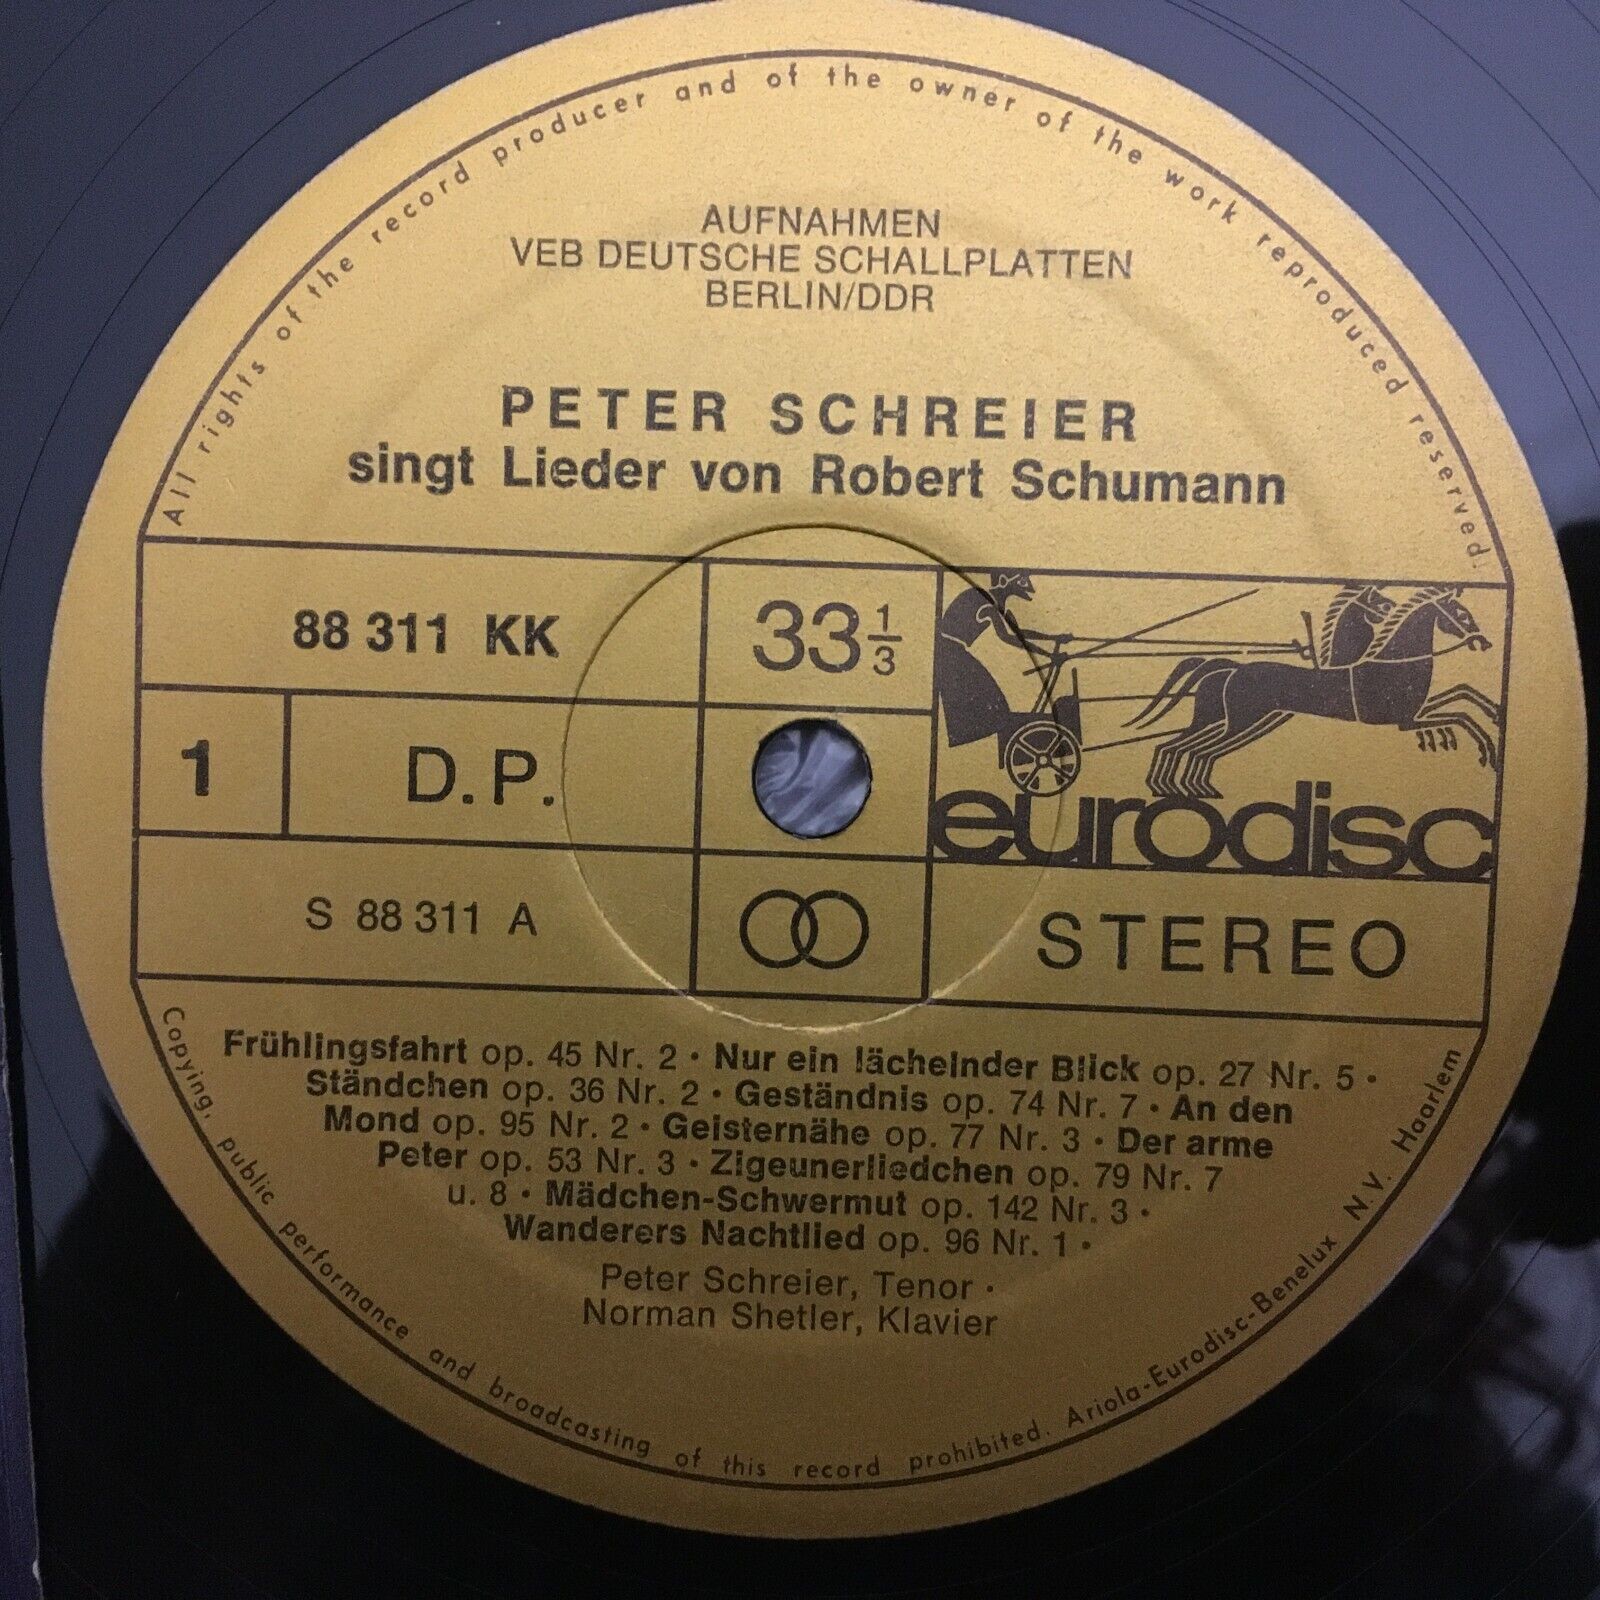 All rights of the record producer and of the owner of the work reproduced reserved.
AUFNAHMEN
VEB DEUTSCHE SCHALLPLATTEN
BERLIN/DDR
PETER SCHREIER
singt Lieder von Robert Schumann
88 311 KK
33 1/3
1
D.P.
eurodisc
S 88 311 A
STEREO
Frühlingsfahrt op. 45 Nr. 2 · Nur ein lächelnder Blick op. 27 Nr. 5 ·
Ständchen op. 36 Nr. 2 · Geständnis op. 74 Nr. 7 · An den
Mond op. 95 Nr. 2 · Geisternähe op. 77 Nr. 3 · Der arme
Peter op. 53 Nr. 3 · Zigeunerliedchen op. 79 Nr. 7
u. 8 · Mädchen-Schwermut op. 142 Nr. 3 ·
Wanderers Nachtlied op. 96 Nr. 1 ·
Peter Schreier, Tenor ·
Norman Shetler, Klavier
Copying, public performance and broadcasting of this record prohibited. Ariola-Eurodisc-Benelux N.V. Haarlem